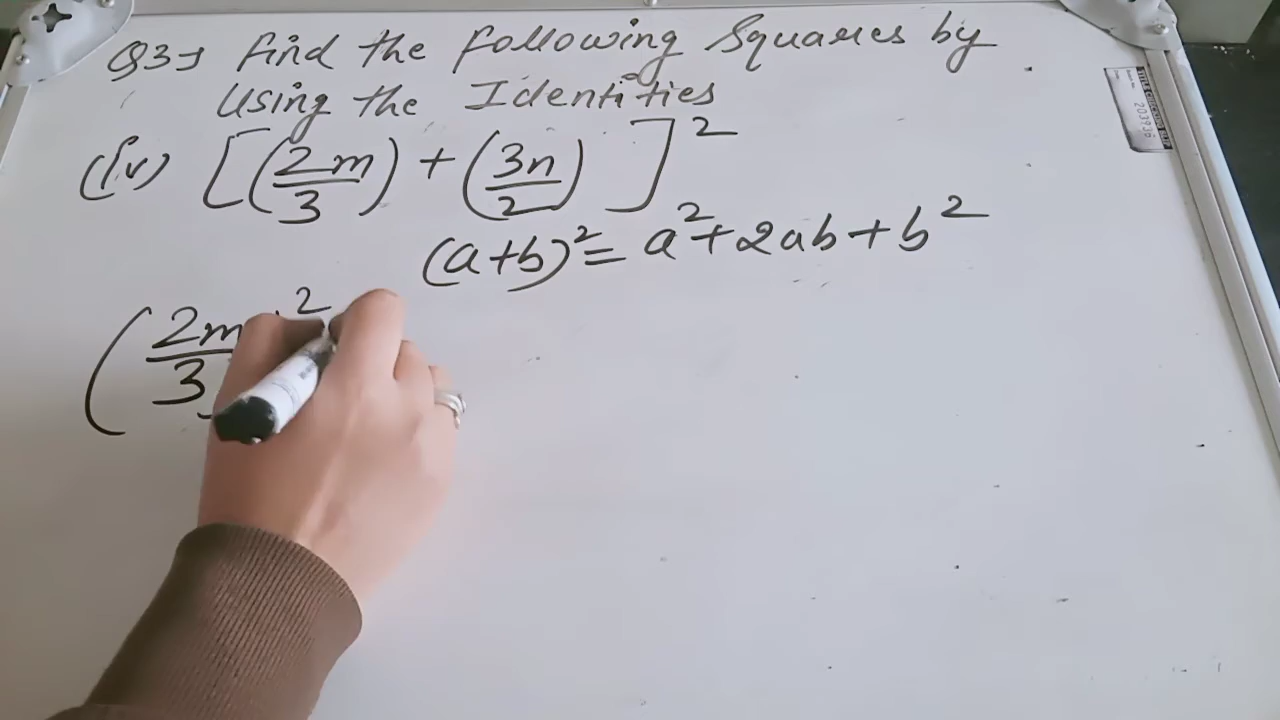 Q3⇒ Find the following Squares by
Using the Identities
(iv) [(2m/3) + (3n/2)]²
(a+b)² = a² + 2ab + b²
(2m/3 ²
203939